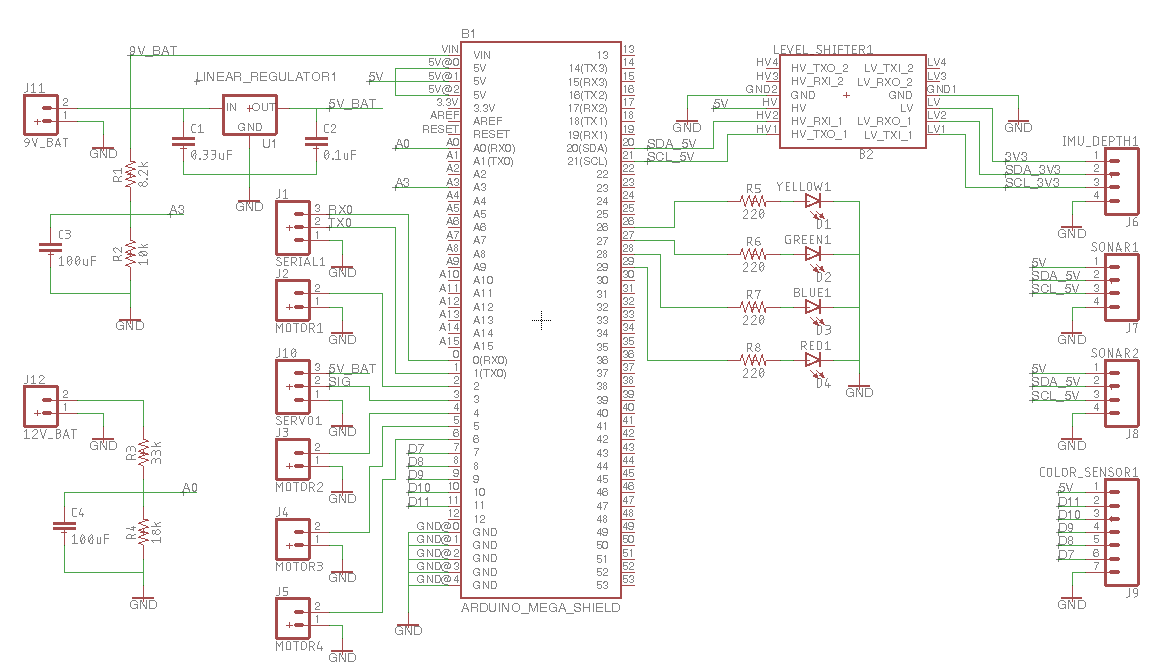 B1
9V_BAT
VIN
VIN
13
13
5V@0
5V
14(TX3)
14
5V
5V@1
5V
15(RX3)
15
5V@2
5V
16(TX2)
16
3.3V
3.3V
17(RX2)
17
AREF
AREF
18(TX1)
18
RESET
RESET
19(RX1)
19
A0
A0
A0(RX0)
20(SDA)
20
SDA_5V
A1
A1(TX0)
21(SCL)
21
SCL_5V
A2
A2
22
22
A3
A3
A3
23
23
A4
A4
24
24
A5
A5
25
25
A6
A6
26
26
A7
A7
27
27
A8
A8
28
28
A9
A9
29
29
A10
A10
30
30
A11
A11
31
31
A12
A12
32
32
A13
A13
33
33
A14
A14
34
34
A15
A15
35
35
0
0(RX0)
36
36
1
1(TX0)
37
37
2
2
38
38
3
3
39
39
4
4
40
40
5
5
41
41
6
6
42
42
D7
7
7
43
43
D8
8
8
44
44
D9
9
9
45
45
D10
10
10
46
46
D11
11
11
47
47
12
12
48
48
GND@0
GND
49
49
GND@1
GND
50
50
GND@2
GND
51
51
GND@3
GND
52
52
GND@4
GND
53
53
ARDUINO_MEGA_SHIELD
GND
J11
2
1
9V_BAT
GND
LINEAR_REGULATOR1
IN
+OUT
GND
U1
5V_BAT
C1
0.33uF
C2
0.1uF
GND
R1
8.2k
A3
R2
10k
C3
100uF
GND
J12
2
1
12V_BAT
GND
R3
33k
A0
R4
18k
C4
100uF
GND
J1
3
RX0
2
TX0
1
SERIAL1
GND
J2
2
1
MOTOR1
GND
J10
3
5V_BAT
2
SIG
1
SERVO1
GND
J3
2
1
MOTOR2
GND
J4
2
1
MOTOR3
GND
J5
2
1
MOTOR4
GND
LEVEL_SHIFTER1
HV4
HV_TXO_2
LV_TXI_2
LV4
HV3
HV_RXI_2
LV_RXO_2
LV3
GND2
GND
GND
GND1
5V
HV
HV
LV
LV
HV2
HV_RXI_1
LV_RXO_1
LV2
HV1
HV_TXO_1
LV_TXI_1
LV1
B2
GND
GND
R5
220
YELLOW1
D1
R6
220
GREEN1
D2
R7
220
BLUE1
D3
R8
220
RED1
D4
GND
IMU_DEPTH1
3V3
1
SDA_3V3
2
SCL_3V3
3
4
GND
J6
SONAR1
5V
1
SDA_5V
2
SCL_5V
3
4
GND
J7
SONAR2
5V
1
SDA_5V
2
SCL_5V
3
4
GND
J8
COLOR_SENSOR1
5V
1
D11
2
D10
3
D9
4
D8
5
D7
6
7
GND
J9